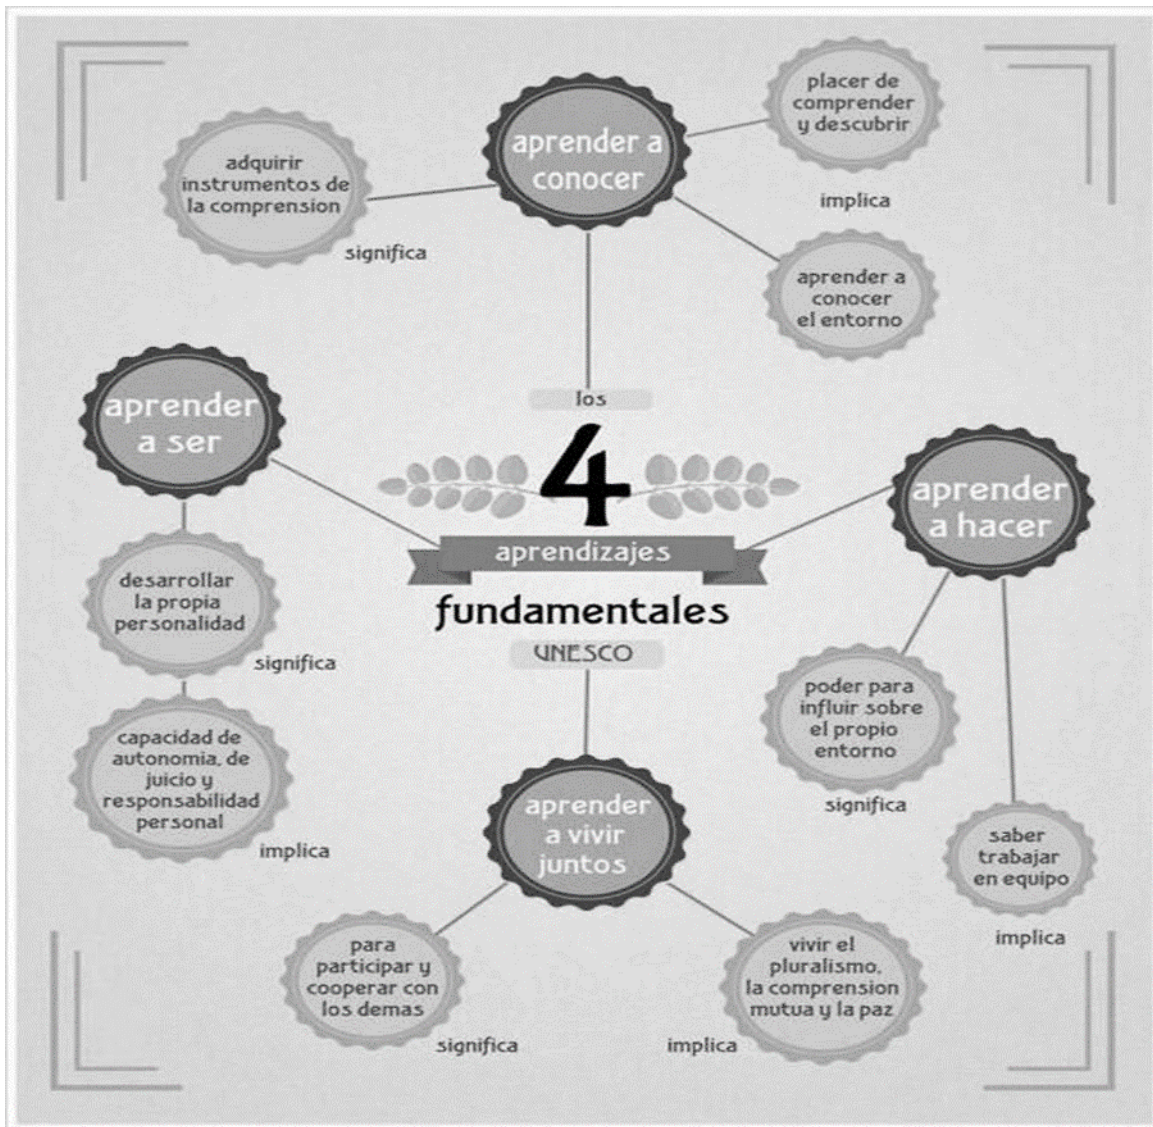 aprender a
conocer
placer de
comprender
y descubrir
adquirir
instrumentos de
la comprension
implica
significa
aprender a
conocer
el entorno
aprender
a ser
los
4
aprendizajes
fundamentales
UNESCO
aprender
a hacer
desarrollar
la propia
personalidad
significa
capacidad de
autonomia, de
juicio y
responsabilidad
personal
implica
poder para
influir sobre
el propio
entorno
significa
saber
trabajar
en equipo
implica
aprender
a vivir
juntos
para
participar y
cooperar con
los demas
significa
vivir el
pluralismo,
la comprension
mutua y la paz
implica